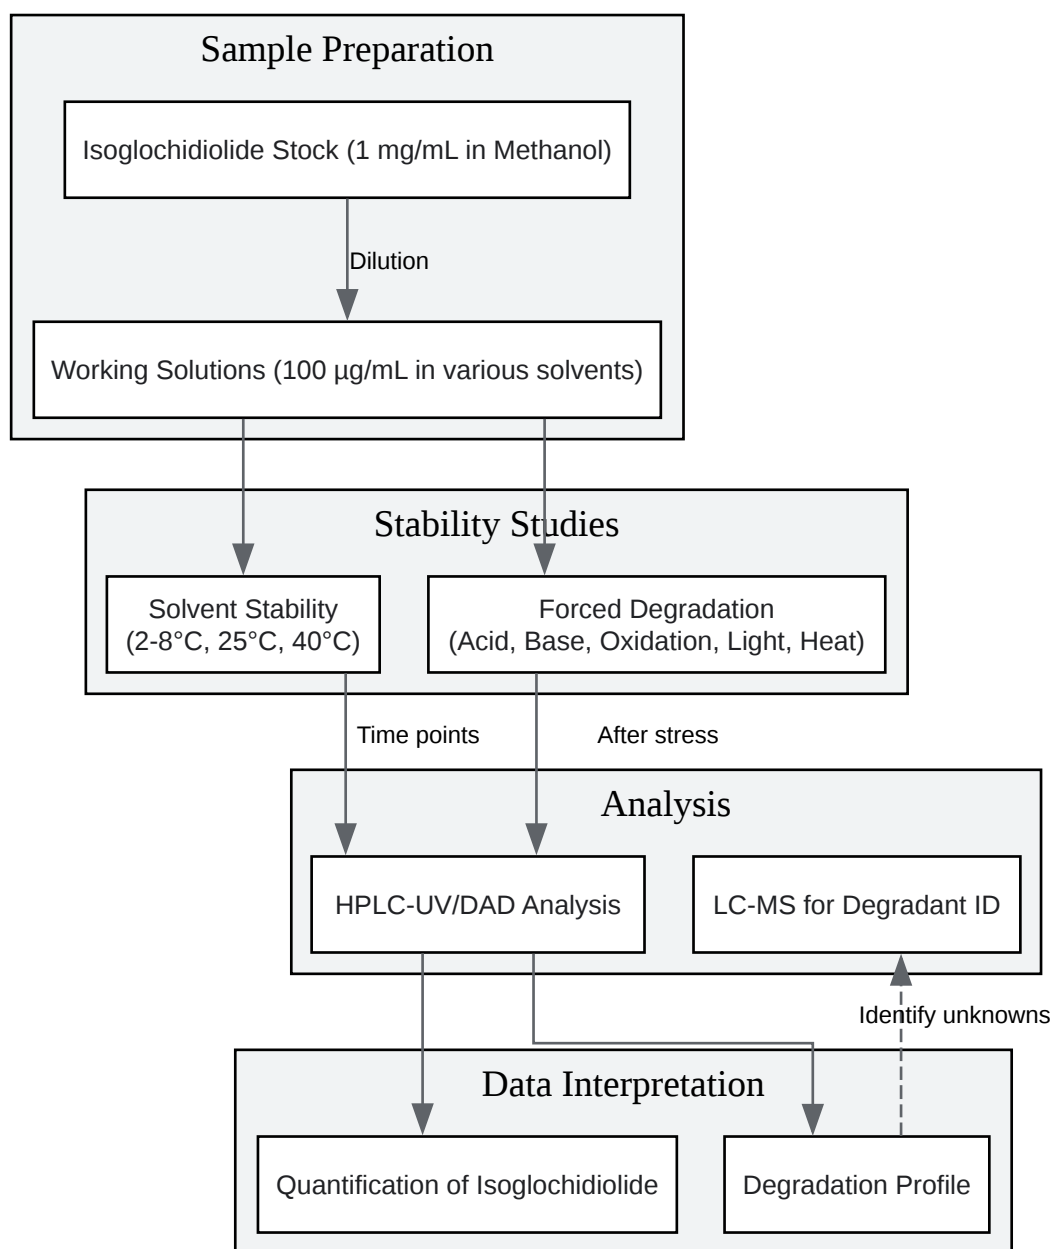 Sample Preparation
Isoglochidiolide Stock (1 mg/mL in Methanol)
Dilution
Working Solutions (100 µg/mL in various solvents)
Stability Studies
Solvent Stability
(2-8°C, 25°C, 40°C)
Forced Degradation
(Acid, Base, Oxidation, Light, Heat)
Time points
After stress
Analysis
HPLC-UV/DAD Analysis
LC-MS for Degradant ID
Identify unknowns
Data Interpretation
Quantification of Isoglochidiolide
Degradation Profile